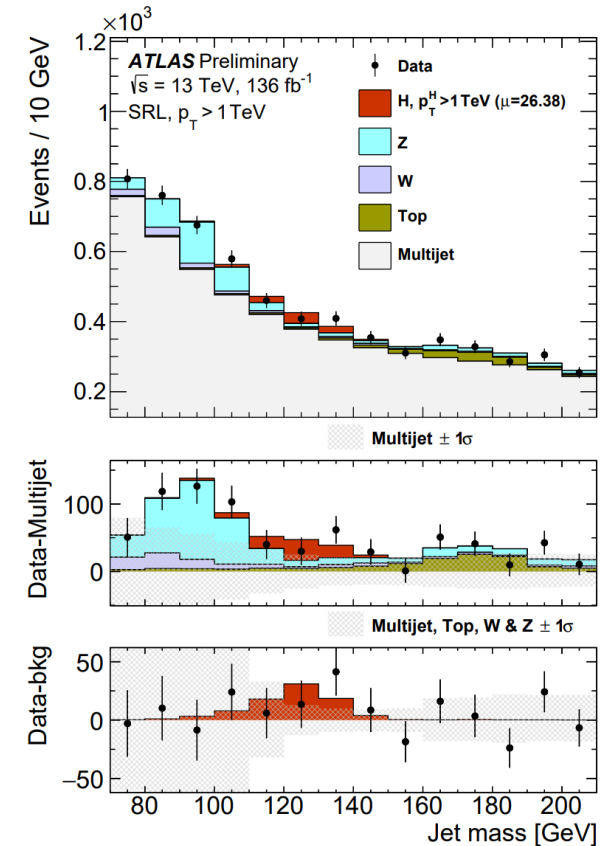 ×10³
1.2
1
0.8
0.6
0.4
0.2
Events / 10 GeV
ATLAS Preliminary
√s = 13 TeV, 136 fb⁻¹
SRL, p_T > 1 TeV
Data
H, p_T^H > 1 TeV (μ=26.38)
Z
W
Top
Multijet
Multijet ± 1σ
100
0
Data-Multijet
Multijet, Top, W & Z ± 1σ
50
0
−50
Data-bkg
80 100 120 140 160 180 200
Jet mass [GeV]